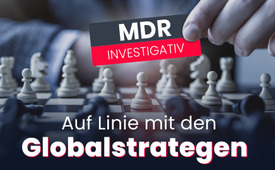 MDR
INVESTIGATIV
Auf Linie mit den
Globalstrategen